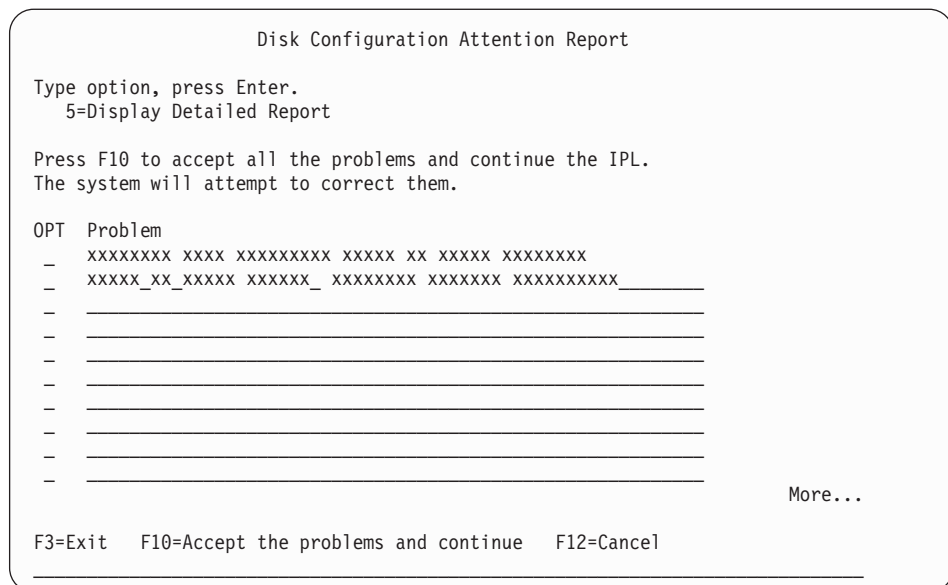 Disk Configuration Attention Report
Type option, press Enter.
5=Display Detailed Report
Press F10 to accept all the problems and continue the IPL.
The system will attempt to correct them.
OPT Problem
_ xxxxxxxx xxxx xxxxxxxxx xxxxx xx xxxxx xxxxxxxx
_ xxxxx_xx_xxxxx xxxxxx_ xxxxxxxx xxxxxxx xxxxxxxxxx________
More...
F3=Exit F10=Accept the problems and continue F12=Cancel